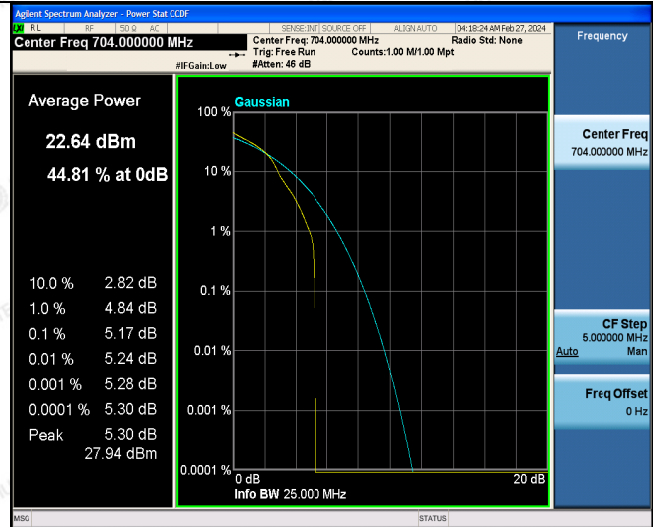 Agilent Spectrum Analyzer - Power Stat CCDF
RL RF 50 Ω AC SENSE:INT SOURCE OFF ALIGN AUTO 04:18:24 AM Feb 27, 2024
Center Freq 704.000000 MHz
Center Freq: 704.000000 MHz Radio Std: None
Trig: Free Run Counts:1.00 M/1.00 Mpt
#IFGain:Low #Atten: 46 dB
Frequency
Average Power
22.64 dBm
44.81 % at 0dB
10.0 % 2.82 dB
1.0 % 4.84 dB
0.1 % 5.17 dB
0.01 % 5.24 dB
0.001 % 5.28 dB
0.0001 % 5.30 dB
Peak 5.30 dB
27.94 dBm
Gaussian
100 %
10 %
1 %
0.1 %
0.01 %
0.001 %
0.0001 %
0 dB 20 dB
Info BW 25.000 MHz
Center Freq
704.000000 MHz
CF Step
5.000000 MHz
Auto Man
Freq Offset
0 Hz
MSG STATUS